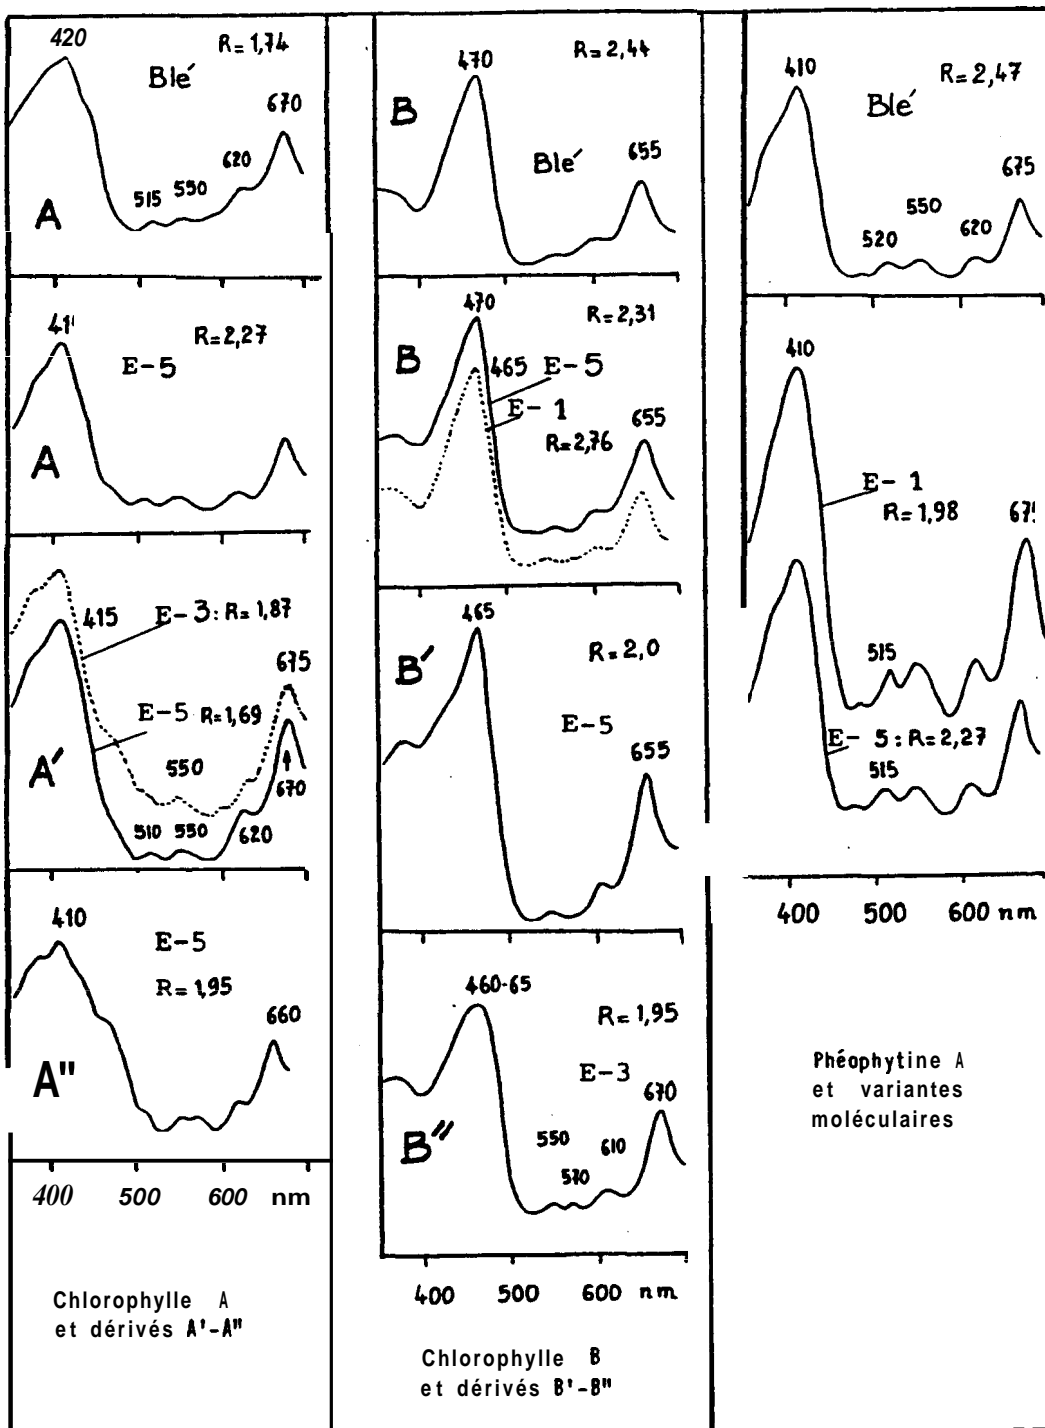 420
R=1,74
Blé
670
620
550
515
A
R=2,27
E-5
A
415
E-3: R=1,87
675
E-5 R=1,69
550
A'
670
510 550 620
410
E-5
R=1,95
660
A"
400 500 600 nm
Chlorophylle A
et dérivés A'-A"
470
R=2,44
B
Blé
655
470
R=2,31
B
465 E-5
E-1
R=2,76
655
465
B'
R=2,0
E-5
655
460-65
R=1,95
E-3
670
B"
550
570
610
400 500 600 nm
Chlorophylle B
et dérivés B'-B"
410
R=2,47
Blé
675
550
520
620
410
E-1
R=1,98
515
E-5: R=2,27
515
400 500 600 nm
Phéophytine A
et variantes
moléculaires